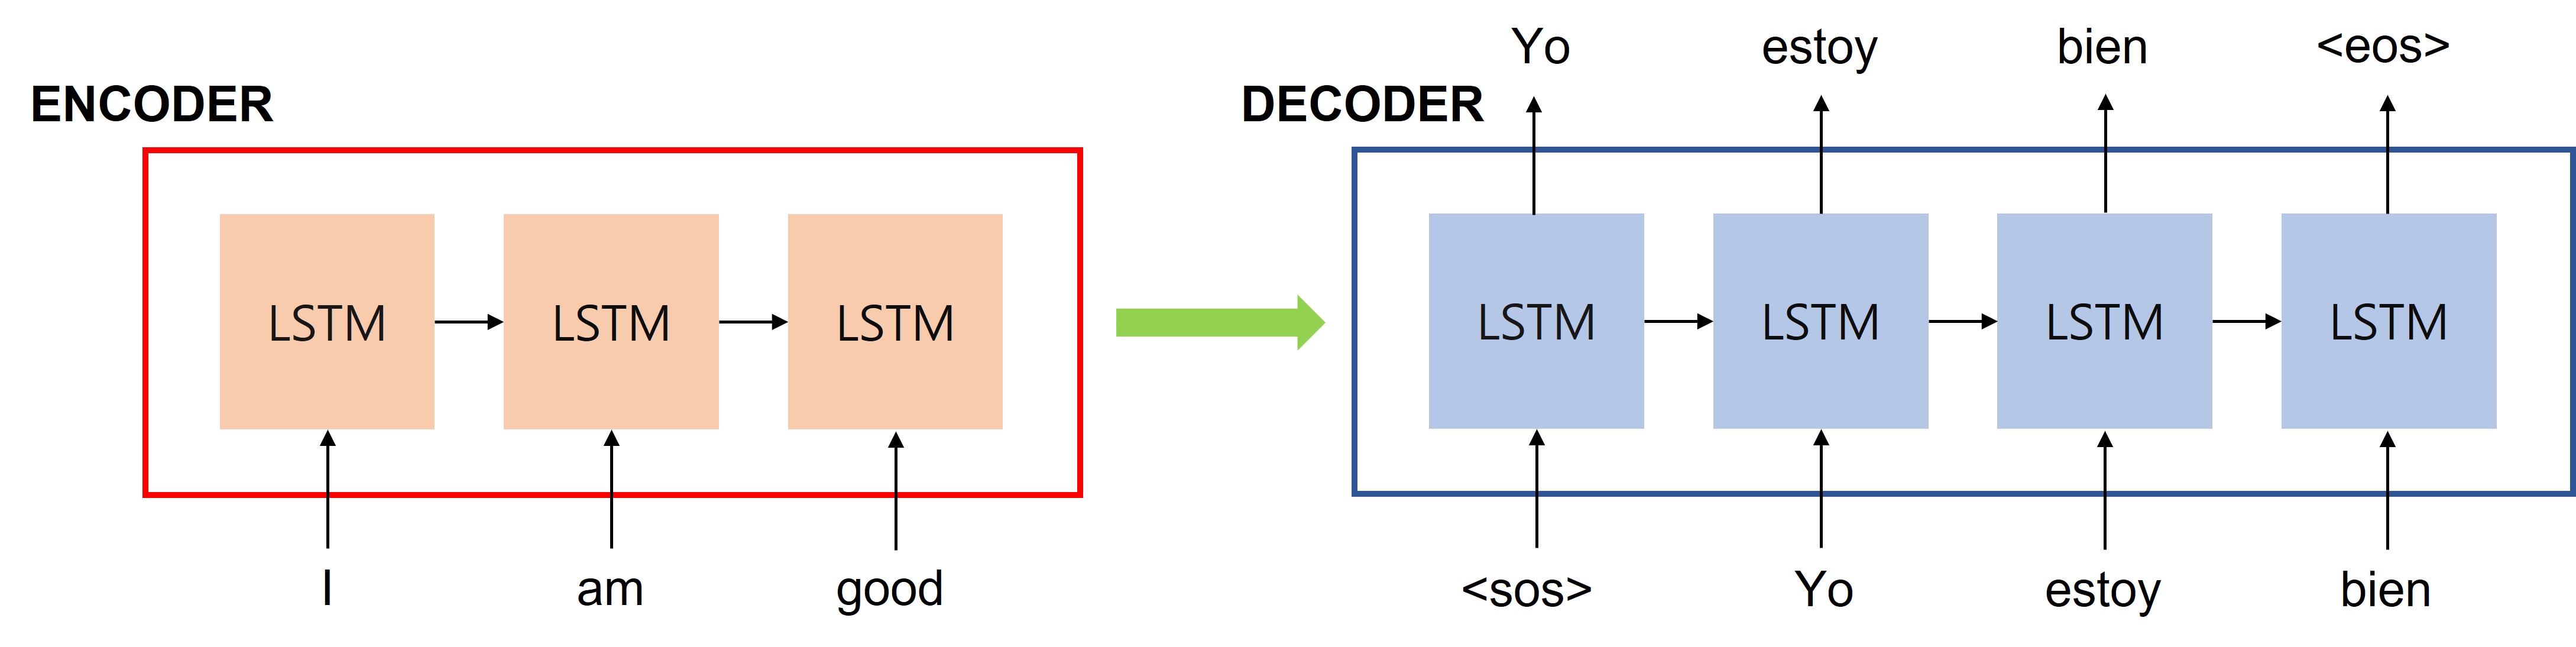 Yo estoy bien <eos>
ENCODER
DECODER
LSTM LSTM LSTM
LSTM LSTM LSTM LSTM
I am good
<sos> Yo estoy bien